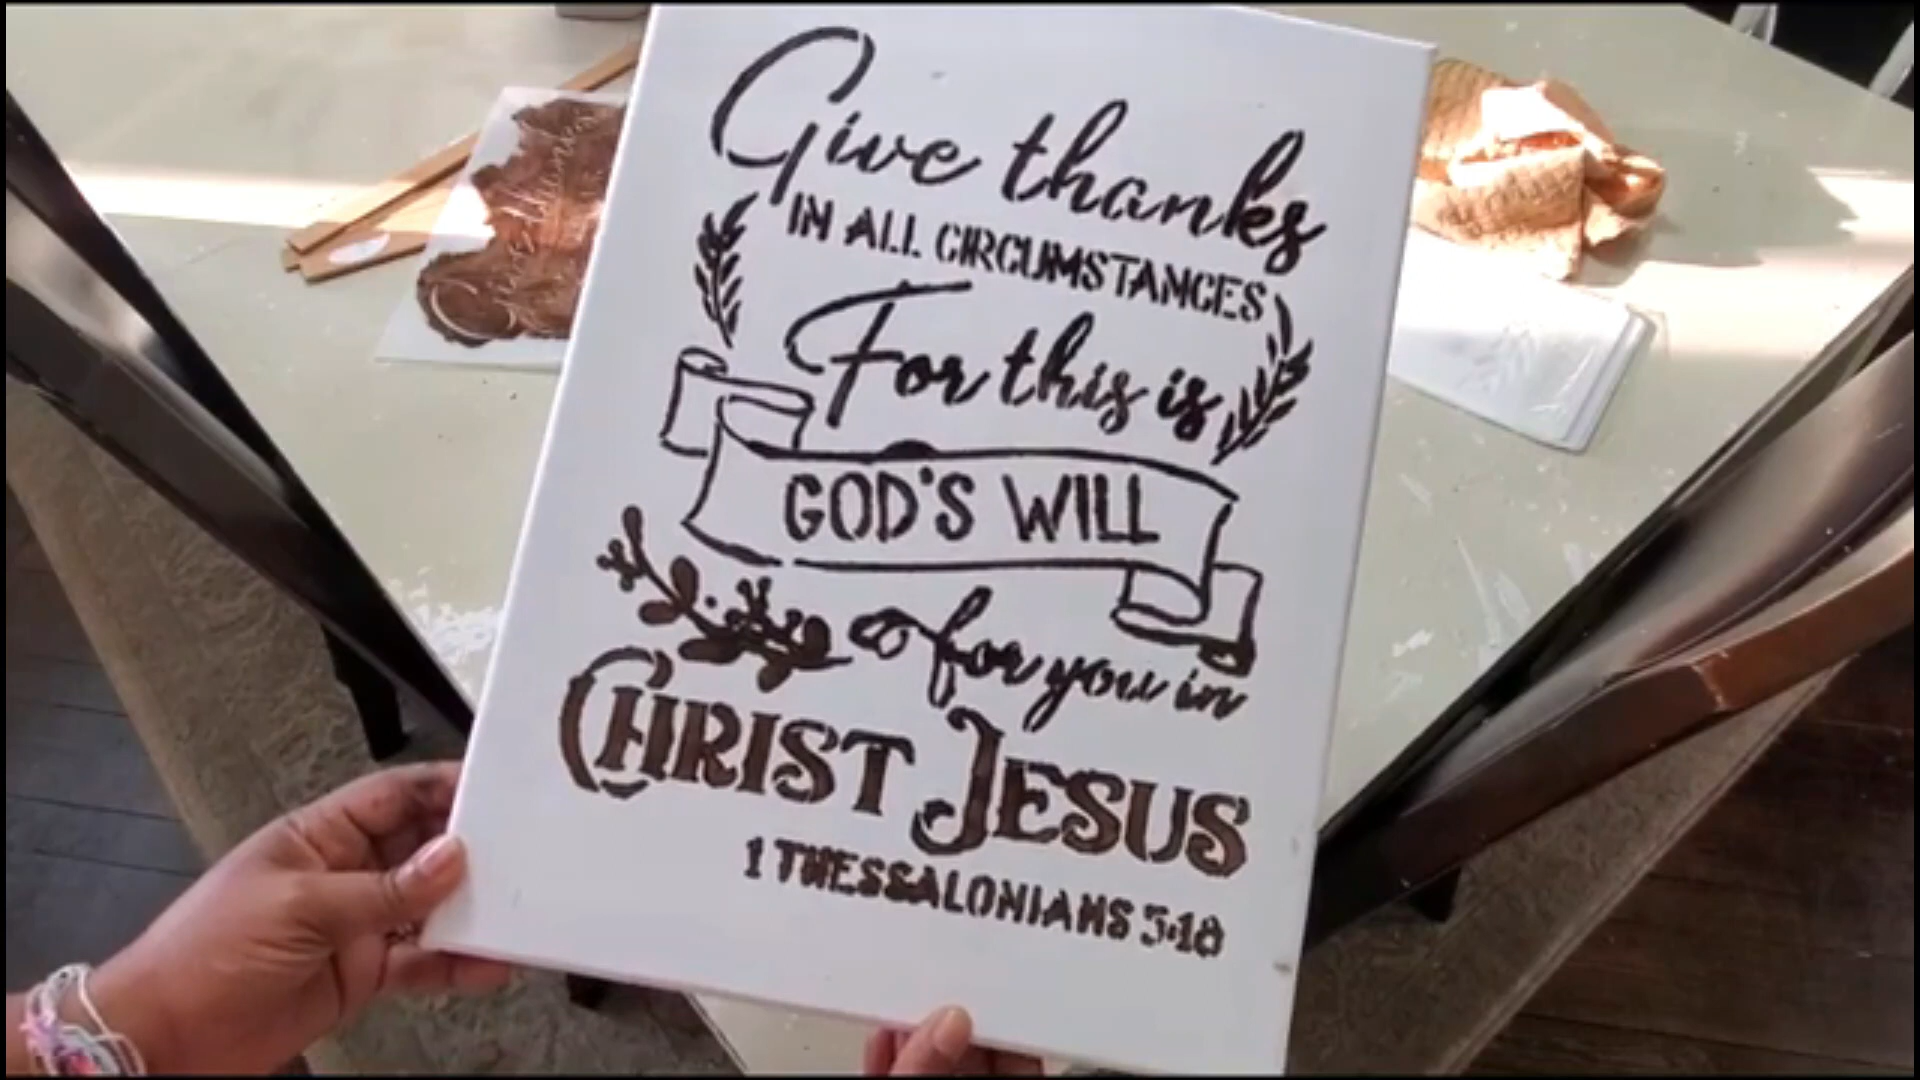 Give thanks
IN ALL CIRCUMSTANCES
For this is
GOD'S WILL
for you in
CHRIST JESUS
1 THESSALONIANS 5:18